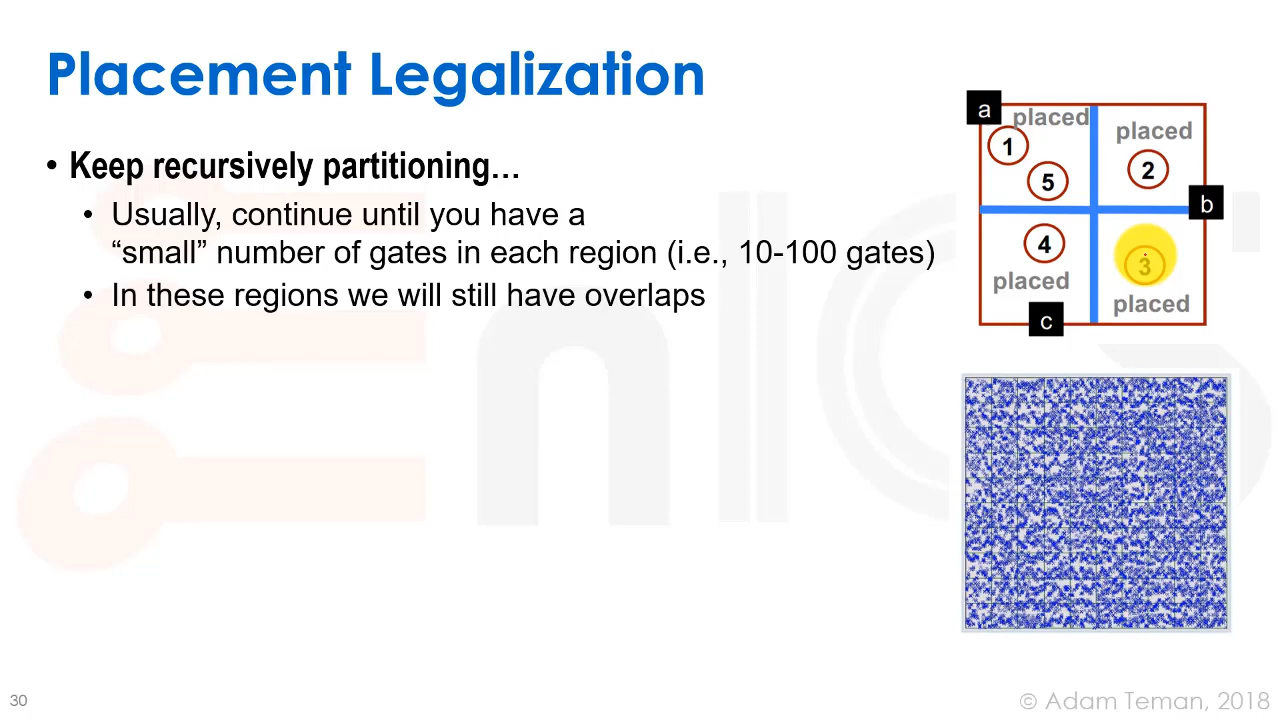 Placement Legalization
• Keep recursively partitioning…
• Usually, continue until you have a
“small” number of gates in each region (i.e., 10-100 gates)
• In these regions we will still have overlaps
a
placed
1
5
placed
2
b
4
placed
3
placed
c
EnICS
30
© Adam Teman, 2018